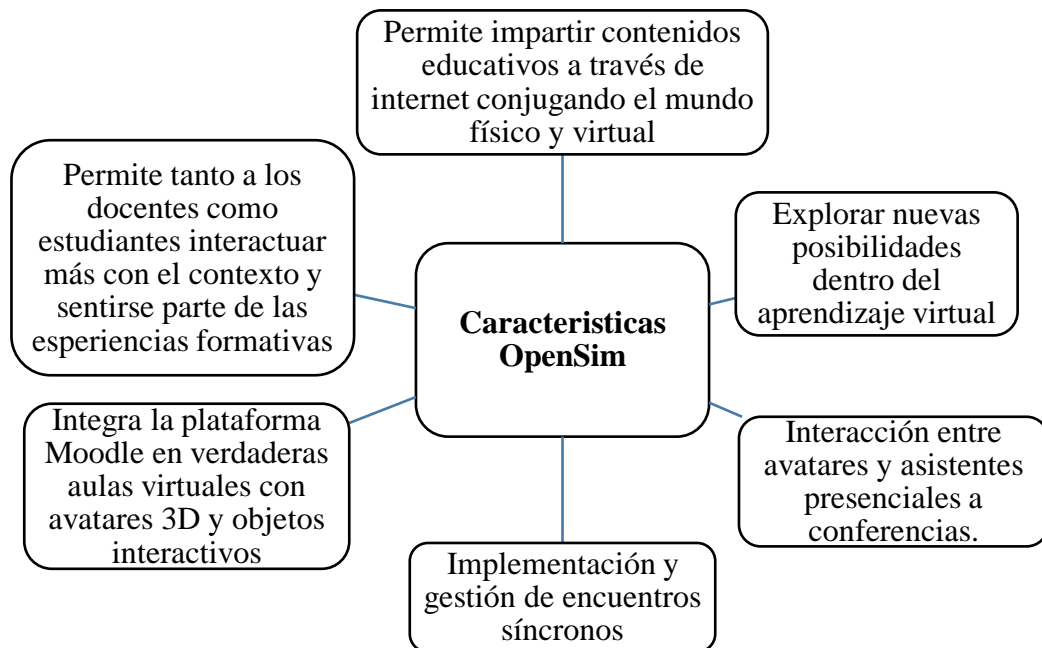 Permite impartir contenidos
educativos a través de
internet conjugando el mundo
físico y virtual
Permite tanto a los
docentes como
estudiantes interactuar
más con el contexto y
sentirse parte de las
esperiencias formativas
Explorar nuevas
posibilidades
dentro del
aprendizaje virtual
Caracteristicas
OpenSim
Integra la plataforma
Moodle en verdaderas
aulas virtuales con
avatares 3D y objetos
interactivos
Interacción entre
avatares y asistentes
presenciales a
conferencias.
Implementación y
gestión de encuentros
síncronos